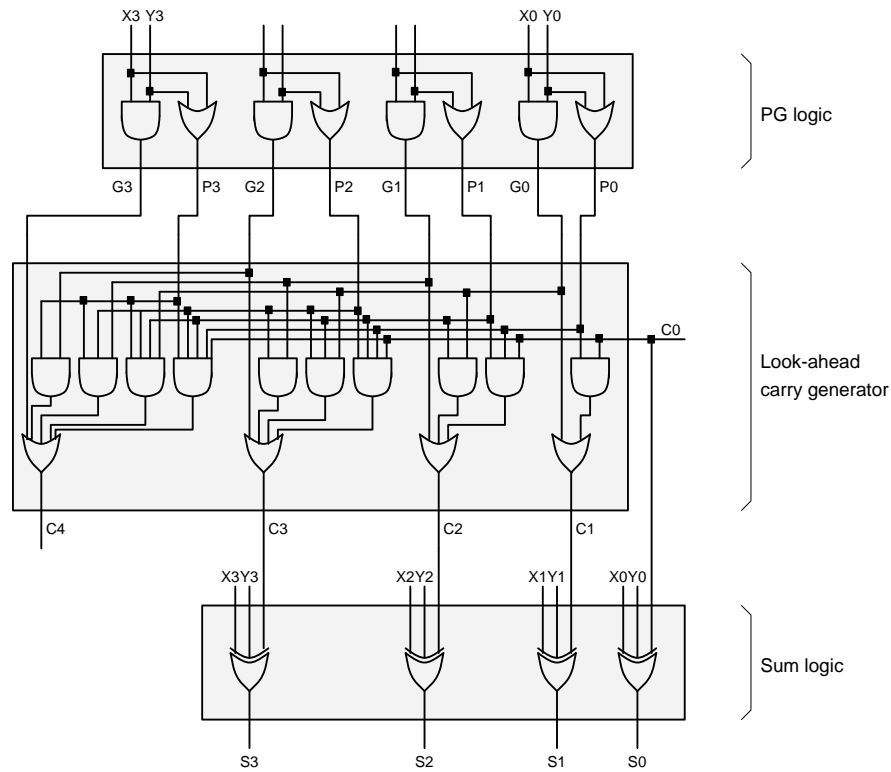 X3 Y3
X0 Y0
PG logic
G3 P3 G2 P2 G1 P1 G0 P0
C0
Look-ahead
carry generator
C4 C3 C2 C1
X3Y3 X2Y2 X1Y1 X0Y0
Sum logic
S3 S2 S1 S0